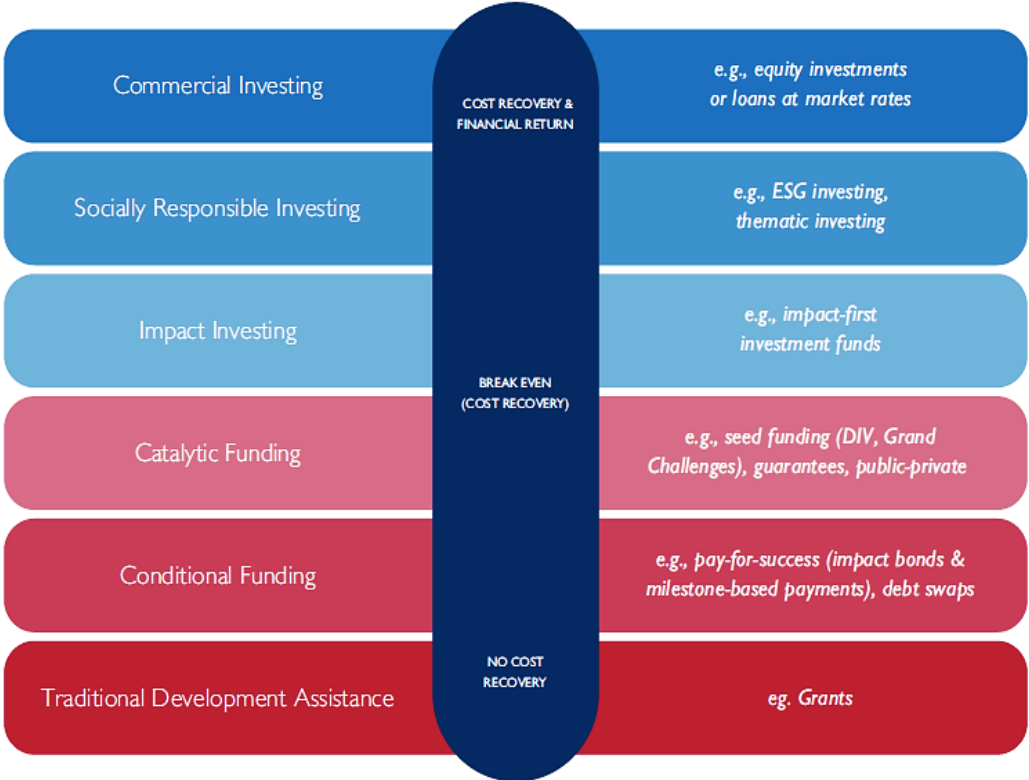 Commercial Investing
COST RECOVERY &
FINANCIAL RETURN
e.g., equity investments
or loans at market rates
Socially Responsible Investing
e.g., ESG investing,
thematic investing
Impact Investing
e.g., impact-first
investment funds
BREAK EVEN
(COST RECOVERY)
Catalytic Funding
e.g., seed funding (DIV, Grand
Challenges), guarantees, public-private
Conditional Funding
e.g., pay-for-success (impact bonds &
milestone-based payments), debt swaps
NO COST
RECOVERY
Traditional Development Assistance
eg. Grants